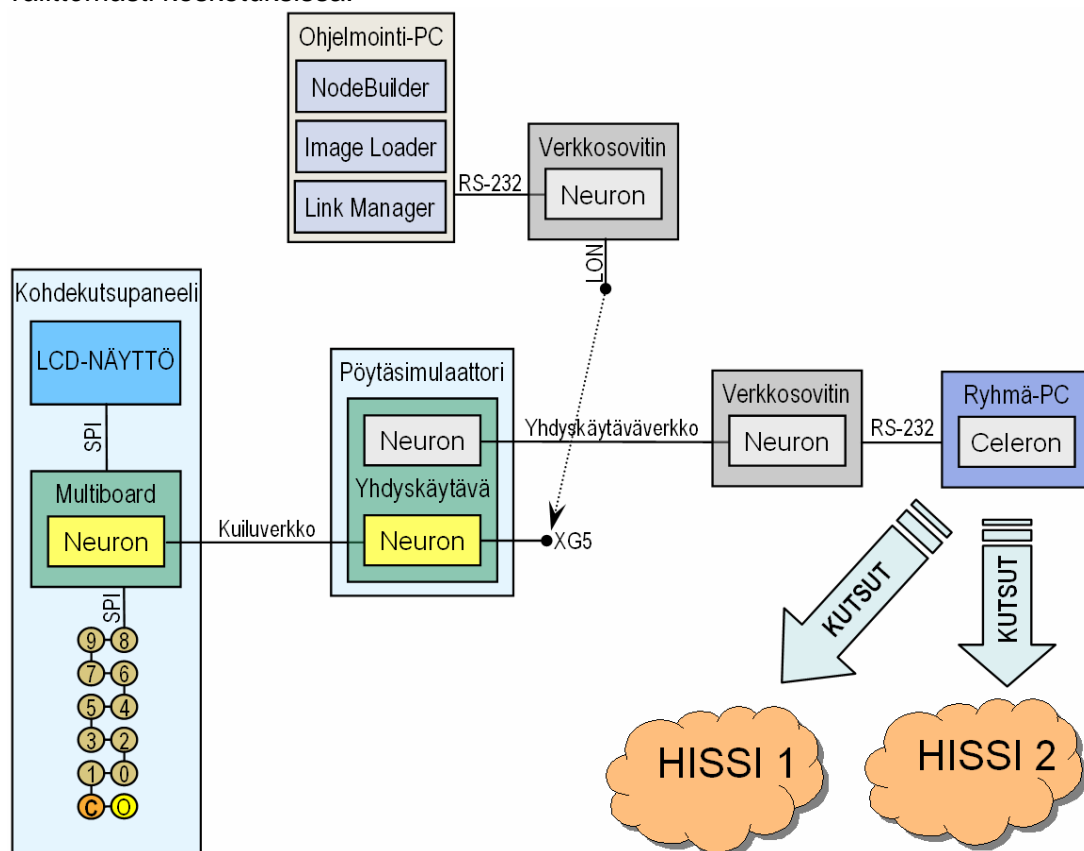 välittömästi kosketuksissa.
Ohjelmointi-PC
NodeBuilder
Image Loader
Link Manager
RS-232
Verkkosovitin
Neuron
LON
Kohdekutsupaneeli
LCD-NÄYTTÖ
SPI
Multiboard
Neuron
SPI
9 8
7 6
5 4
3 2
1 0
C O
Kuiluverkko
Pöytäsimulaattori
Neuron
Yhdyskäytävä
Neuron
XG5
Yhdyskäytäväverkko
Verkkosovitin
Neuron
RS-232
Ryhmä-PC
Celeron
KUTSUT
KUTSUT
HISSI 1
HISSI 2